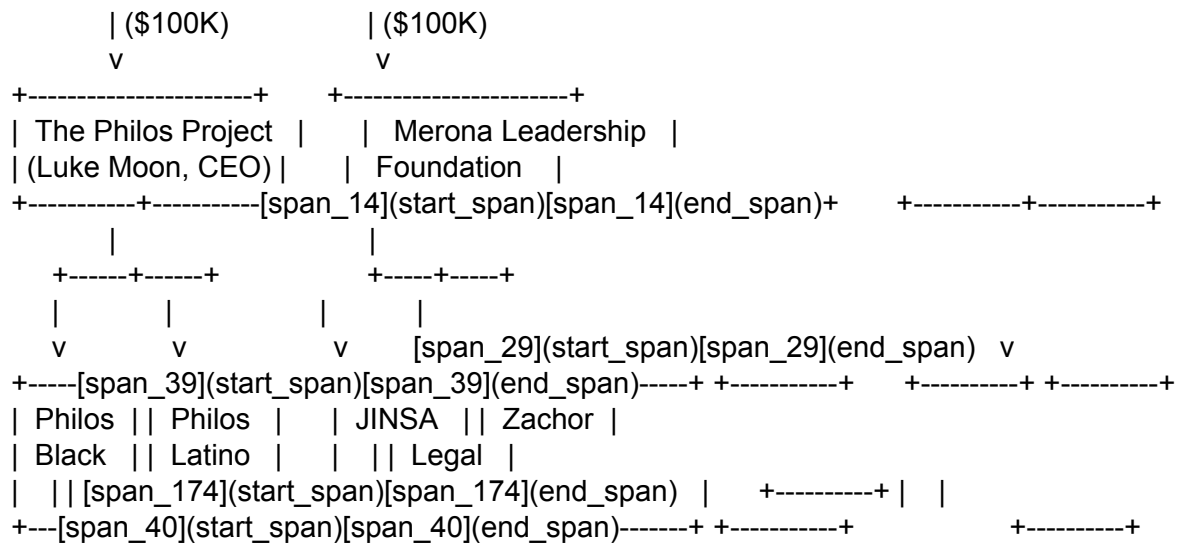 | ($100K) | ($100K)
v v
+-----------------------+ +-----------------------+
| The Philos Project | | Merona Leadership |
| (Luke Moon, CEO) | | Foundation |
+-----------+-----------[span_14](start_span)[span_14](end_span)+ +-----------+-----------+
| |
+------+------+ +-----+-----+
| | | |
v v v [span_29](start_span)[span_29](end_span) v
+-----[span_39](start_span)[span_39](end_span)-----+ +-----------+ +----------+ +----------+
| Philos | | Philos | | JINSA | | Zachor |
| Black | | Latino | | | | Legal |
| | | [span_174](start_span)[span_174](end_span) | +----------+ | |
+---[span_40](start_span)[span_40](end_span)-------+ +-----------+ +----------+